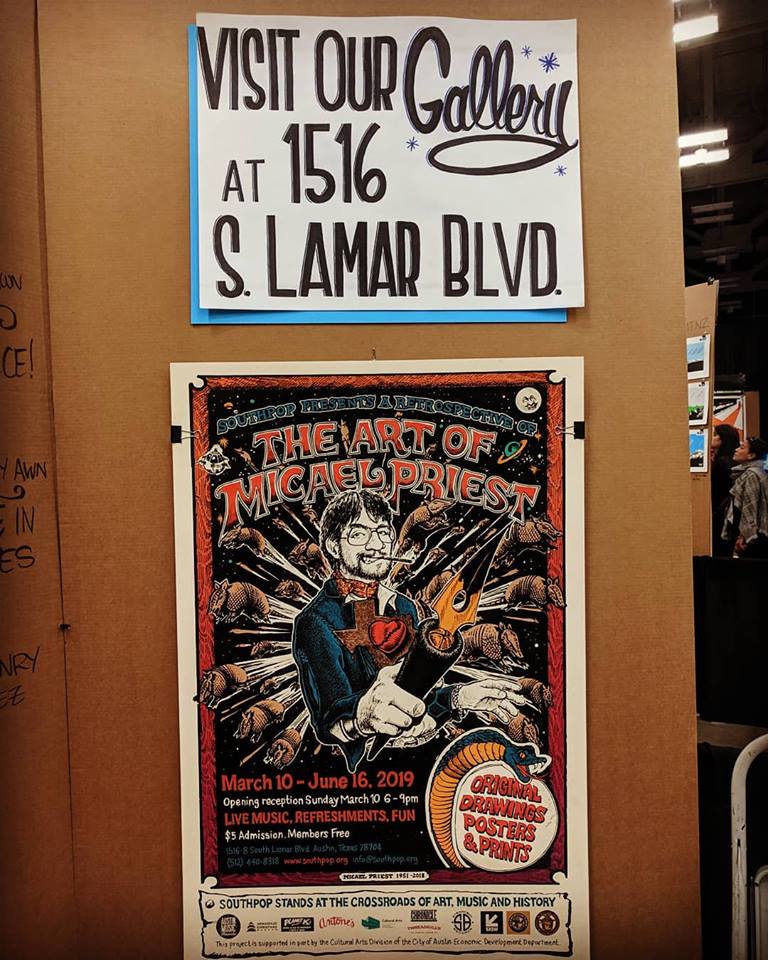 VISIT OUR Gallery
AT 1516
S. LAMAR BLVD.
SOUTHPOP PRESENTS A RETROSPECTIVE OF
THE ART OF
MICAEL PRIEST
March 10 - June 16, 2019
Opening reception Sunday March 10 6 - 9pm
LIVE MUSIC, REFRESHMENTS, FUN
$5 Admission. Members Free
1516-B South Lamar Blvd. Austin, Texas 78704
(512) 440-8318 www.southpop.org info@southpop.org
ORIGINAL
DRAWINGS
POSTERS
& PRINTS
MICAEL PRIEST 1951-2018
SOUTHPOP STANDS AT THE CROSSROADS OF ART, MUSIC AND HISTORY
Antone's
CHRONICLE
THREADGILL'S
This project is supported in part by the Cultural Arts Division of the City of Austin Economic Development Department.
CE!
AWN
IN
ES